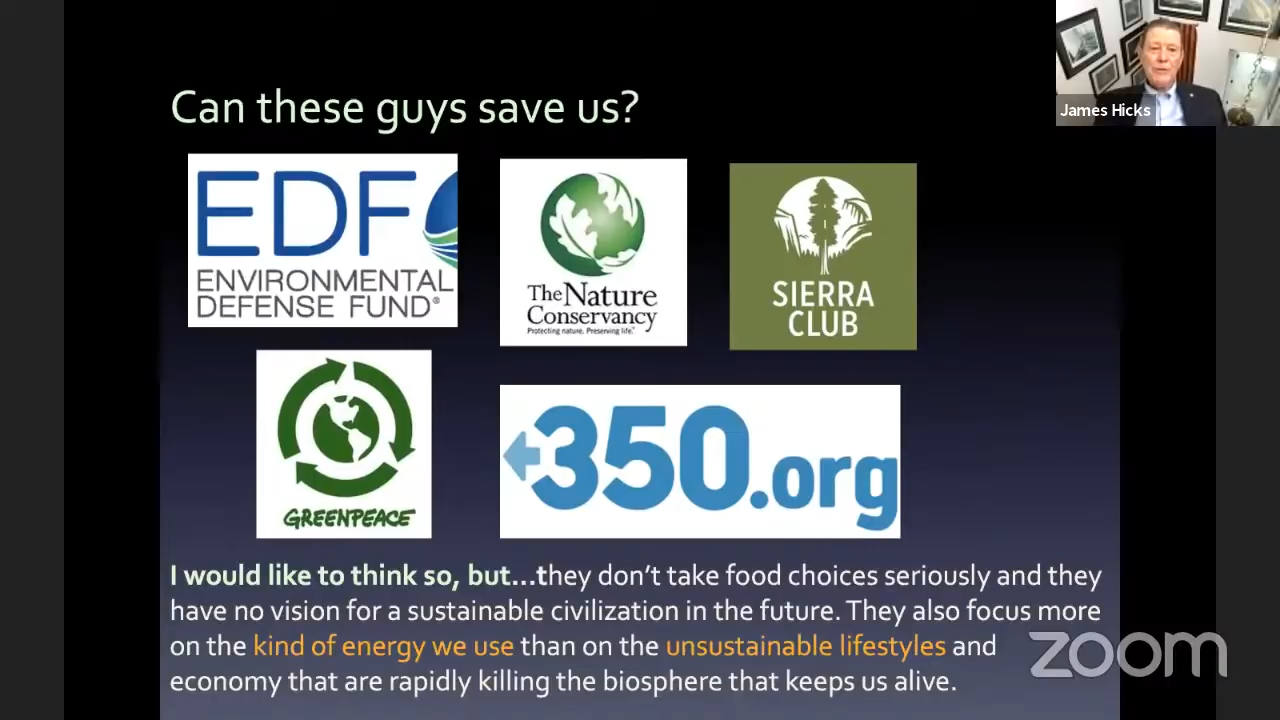 James Hicks
Can these guys save us?
EDF
ENVIRONMENTAL
DEFENSE FUND®
The Nature
Conservancy
Protecting nature. Preserving life.™
SIERRA
CLUB
GREENPEACE
350.org
I would like to think so, but...they don't take food choices seriously and they
have no vision for a sustainable civilization in the future. They also focus more
on the kind of energy we use than on the unsustainable lifestyles and
economy that are rapidly killing the biosphere that keeps us alive.
zoom